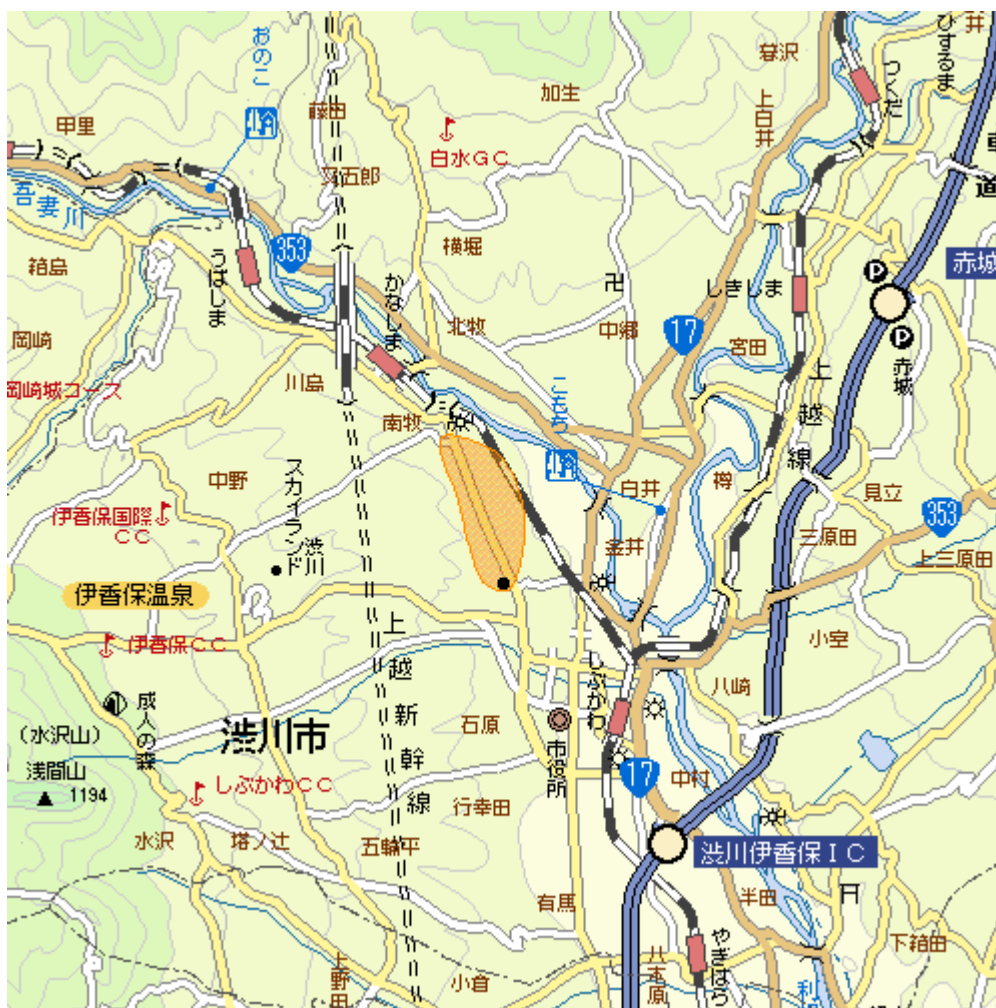 おのこ
甲里
吾妻川
箱島
岡崎
岡崎城コース
うばしま
353
藤田
又五郎
加生
白水GC
横堀
北牧
かなしま
川島
南牧
中野
スカイランド
渋川
伊香保国際
CC
伊香保温泉
伊香保CC
成人の森
(水沢山)
浅間山
1194
渋川市
しぶかわCC
水沢
塔ノ辻
五輪平
上野田
小倉
上越新幹線
石原
行幸田
有馬
市役所
しぶかわ
17
中村
渋川伊香保IC
半田
下箱田
八木原
やぎはら
八崎
小室
三原田
上三原田
353
見立
樽
白井
金井
こもち
中郷
卍
17
しきしま
宮田
上越線
上白井
つくだ
ひするま
P
P
赤城
赤城
道